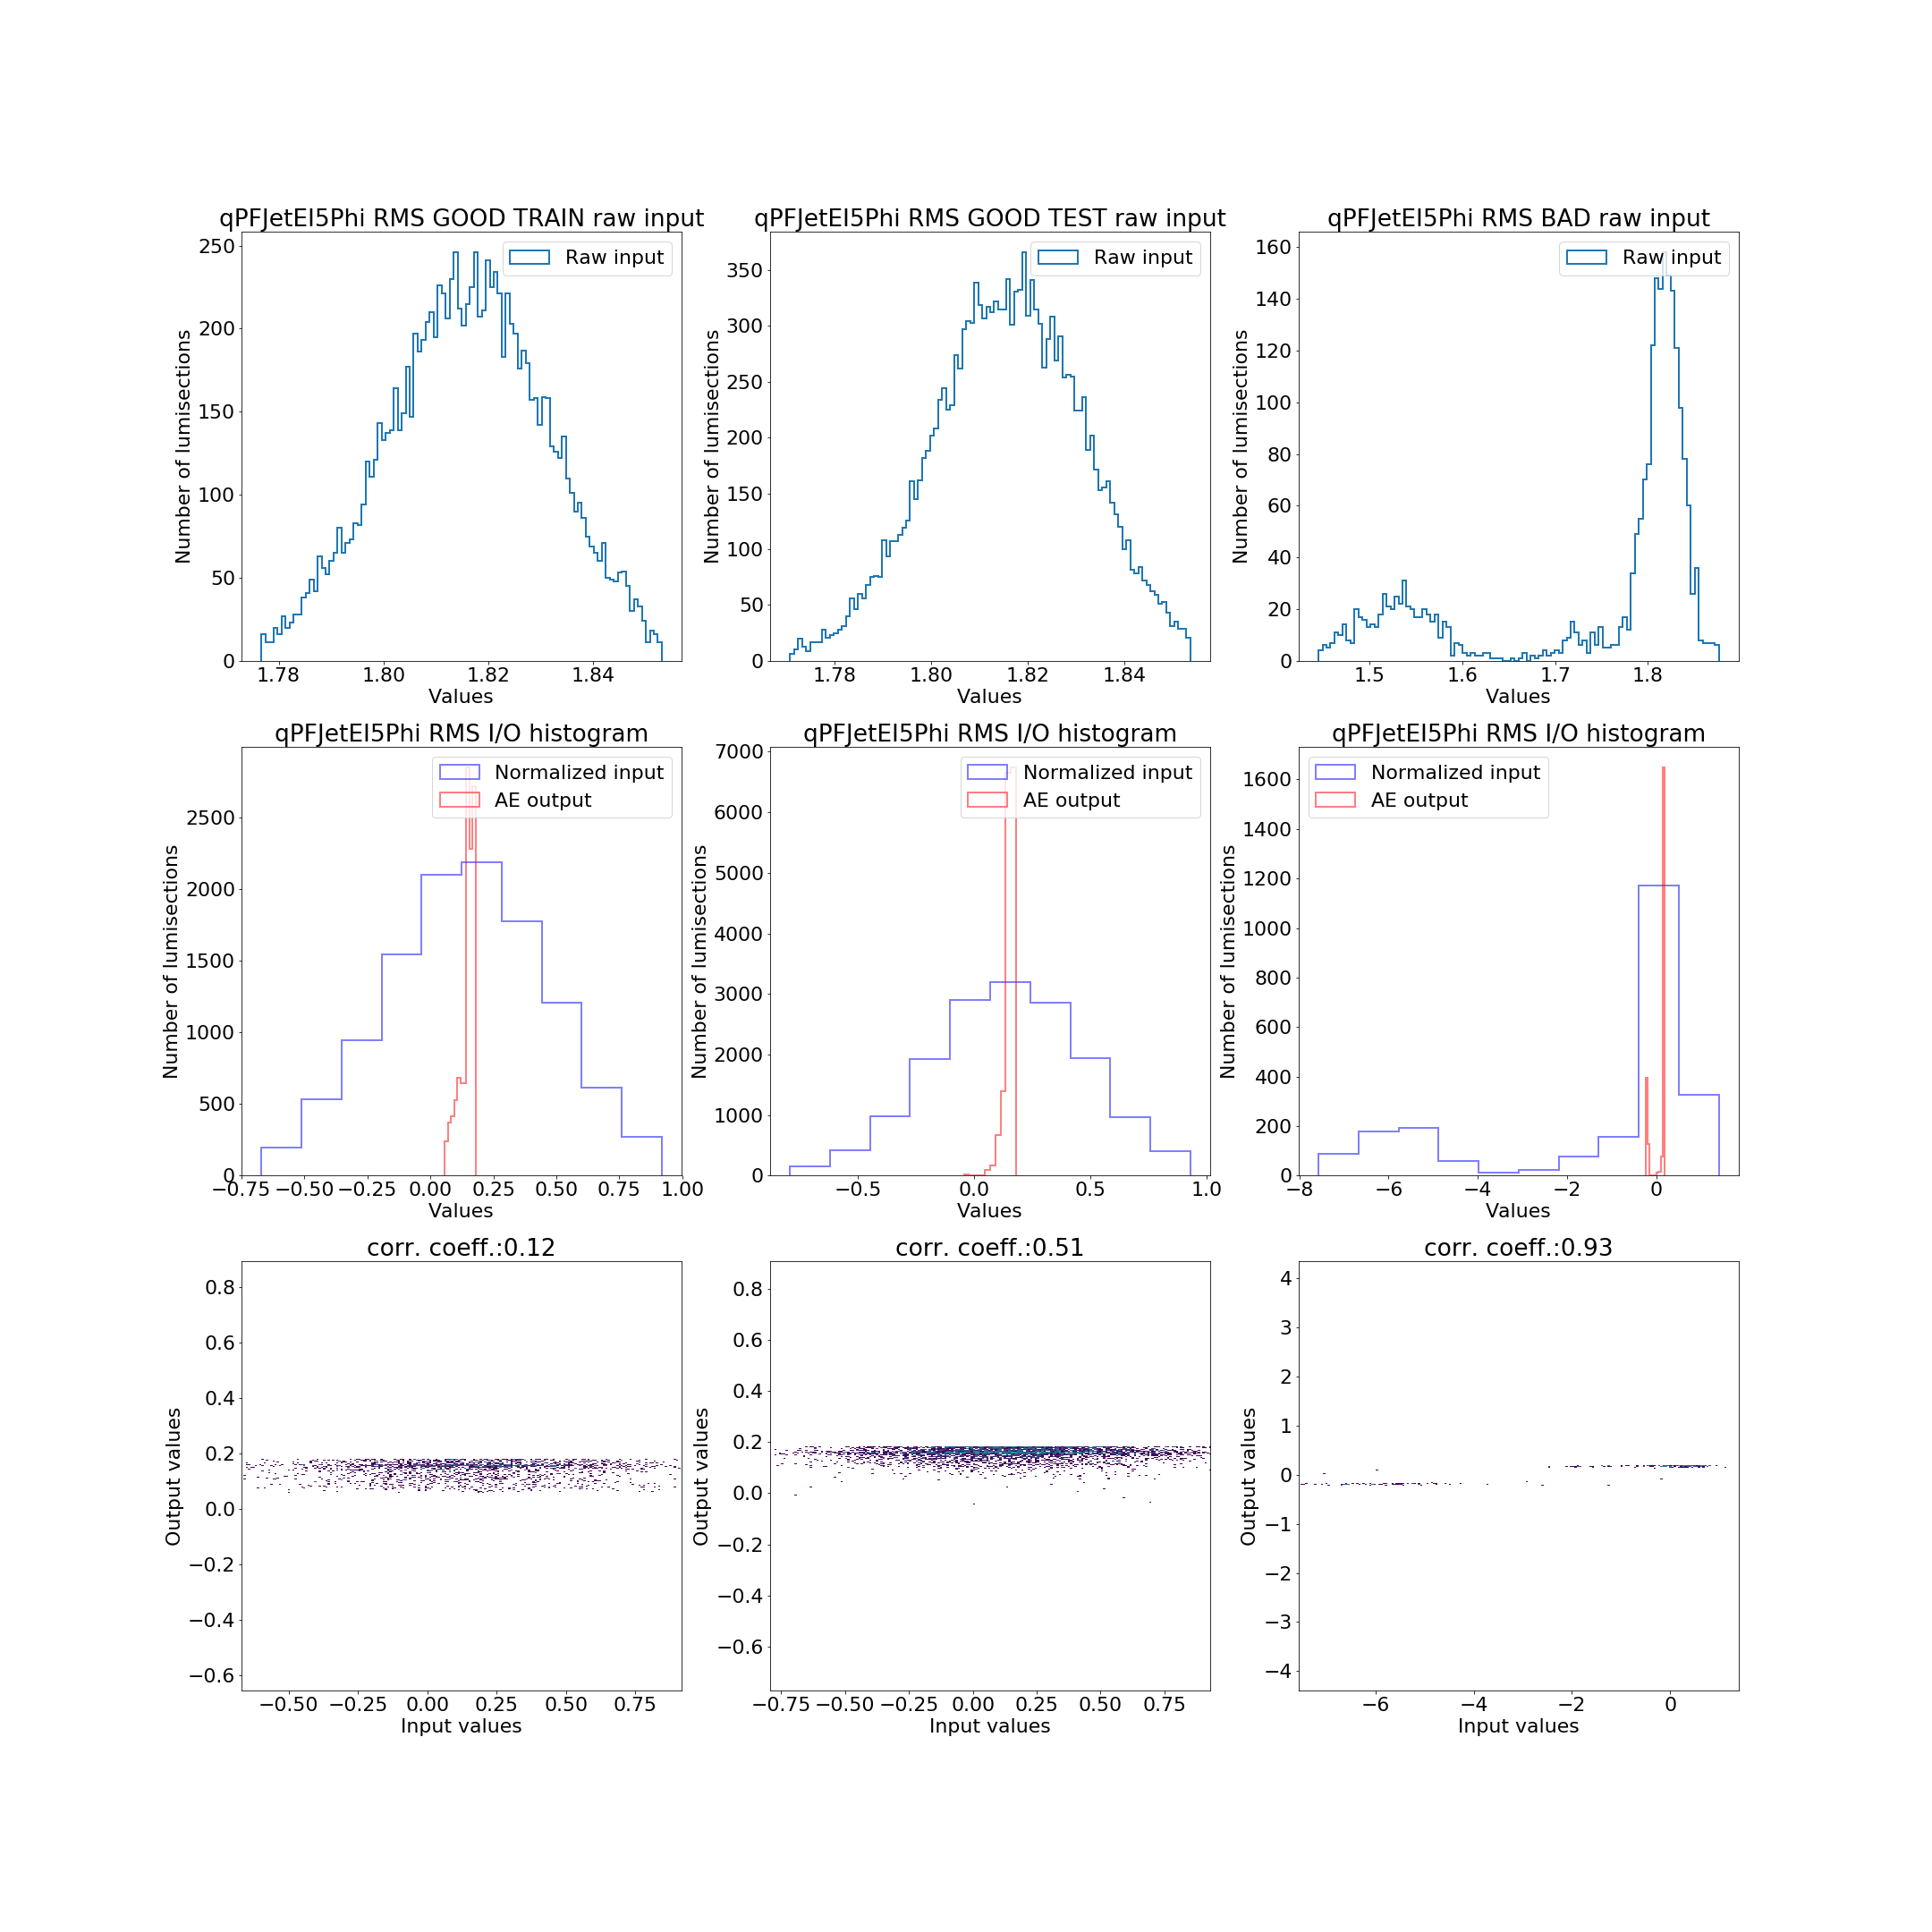 qPFJetEI5Phi RMS GOOD TRAIN raw input
qPFJetEI5Phi RMS GOOD TEST raw input
qPFJetEI5Phi RMS BAD raw input
Raw input
Raw input
Raw input
250
200
150
100
50
0
350
300
250
200
150
100
50
0
160
140
120
100
80
60
40
20
0
Number of lumisections
Number of lumisections
Number of lumisections
1.78 1.80 1.82 1.84
1.78 1.80 1.82 1.84
1.5 1.6 1.7 1.8
Values
Values
Values
qPFJetEI5Phi RMS I/O histogram
qPFJetEI5Phi RMS I/O histogram
qPFJetEI5Phi RMS I/O histogram
Normalized input
AE output
Normalized input
AE output
Normalized input
AE output
2500
2000
1500
1000
500
0
7000
6000
5000
4000
3000
2000
1000
0
1600
1400
1200
1000
800
600
400
200
0
Number of lumisections
Number of lumisections
Number of lumisections
−0.75 −0.50 −0.25 0.00 0.25 0.50 0.75 1.00
−0.5 0.0 0.5 1.0
−8 −6 −4 −2 0
Values
Values
Values
corr. coeff.:0.12
corr. coeff.:0.51
corr. coeff.:0.93
0.8
0.6
0.4
0.2
0.0
−0.2
−0.4
−0.6
0.8
0.6
0.4
0.2
0.0
−0.2
−0.4
−0.6
4
3
2
1
0
−1
−2
−3
−4
Output values
Output values
Output values
−0.50 −0.25 0.00 0.25 0.50 0.75
−0.75 −0.50 −0.25 0.00 0.25 0.50 0.75
−6 −4 −2 0
Input values
Input values
Input values